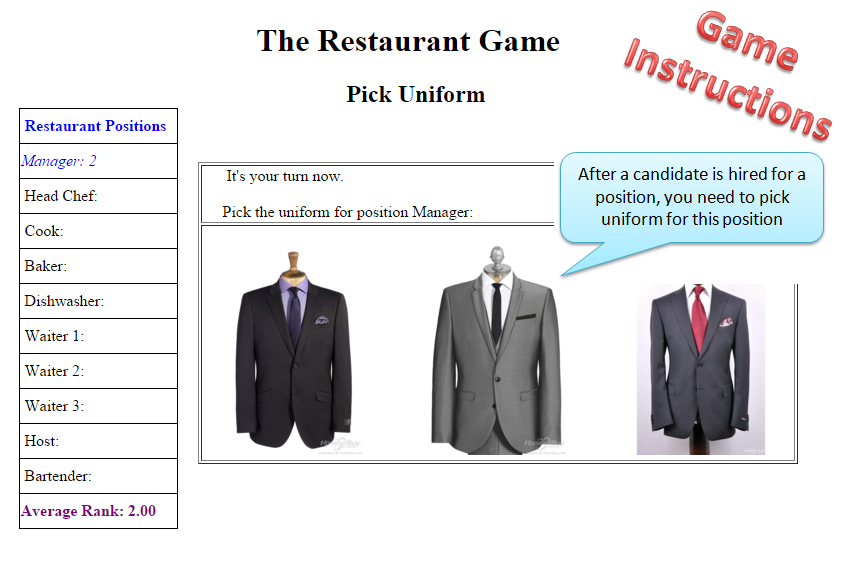 The Restaurant Game
Game
Instructions
Pick Uniform
Restaurant Positions
Manager: 2
Head Chef:
Cook:
Baker:
Dishwasher:
Waiter 1:
Waiter 2:
Waiter 3:
Host:
Bartender:
Average Rank: 2.00
It's your turn now.
Pick the uniform for position Manager:
After a candidate is hired for a
position, you need to pick
uniform for this position